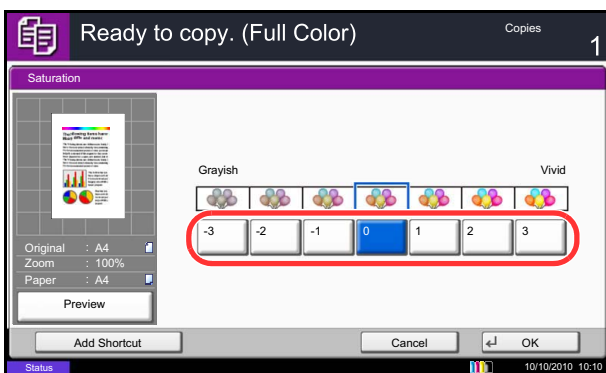 Ready to copy. (Full Color)
Copies
1
Saturation
Grayish
Vivid
-3 -2 -1 0 1 2 3
Original : A4
Zoom : 100%
Paper : A4
Preview
Add Shortcut
Cancel
OK
Status
10/10/2010 10:10